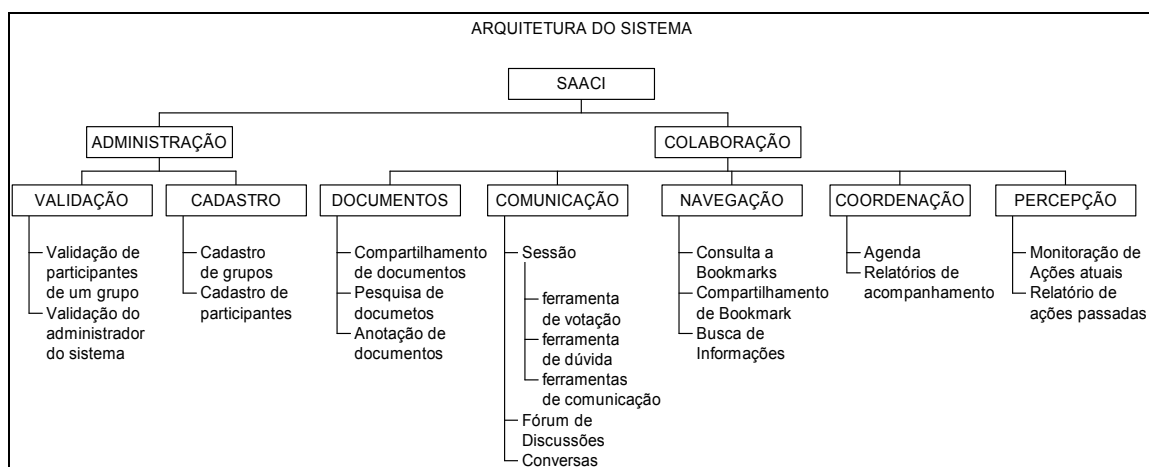 ARQUITETURA DO SISTEMA
SAACI
ADMINISTRAÇÃO
COLABORAÇÃO
VALIDAÇÃO
CADASTRO
DOCUMENTOS
COMUNICAÇÃO
NAVEGAÇÃO
COORDENAÇÃO
PERCEPÇÃO
Validação de
participantes
de um grupo
Validação do
administrador
do sistema
Cadastro
de grupos
Cadastro de
participantes
Compartilhamento
de documentos
Pesquisa de
documetos
Anotação de
documentos
Sessão
ferramenta
de votação
ferramenta
de dúvida
ferramentas
de comunicação
Fórum de
Discussões
Conversas
Consulta a
Bookmarks
Compartilhamento
de Bookmark
Busca de
Informações
Agenda
Relatórios de
acompanhamento
Monitoração de
Ações atuais
Relatório de
ações passadas